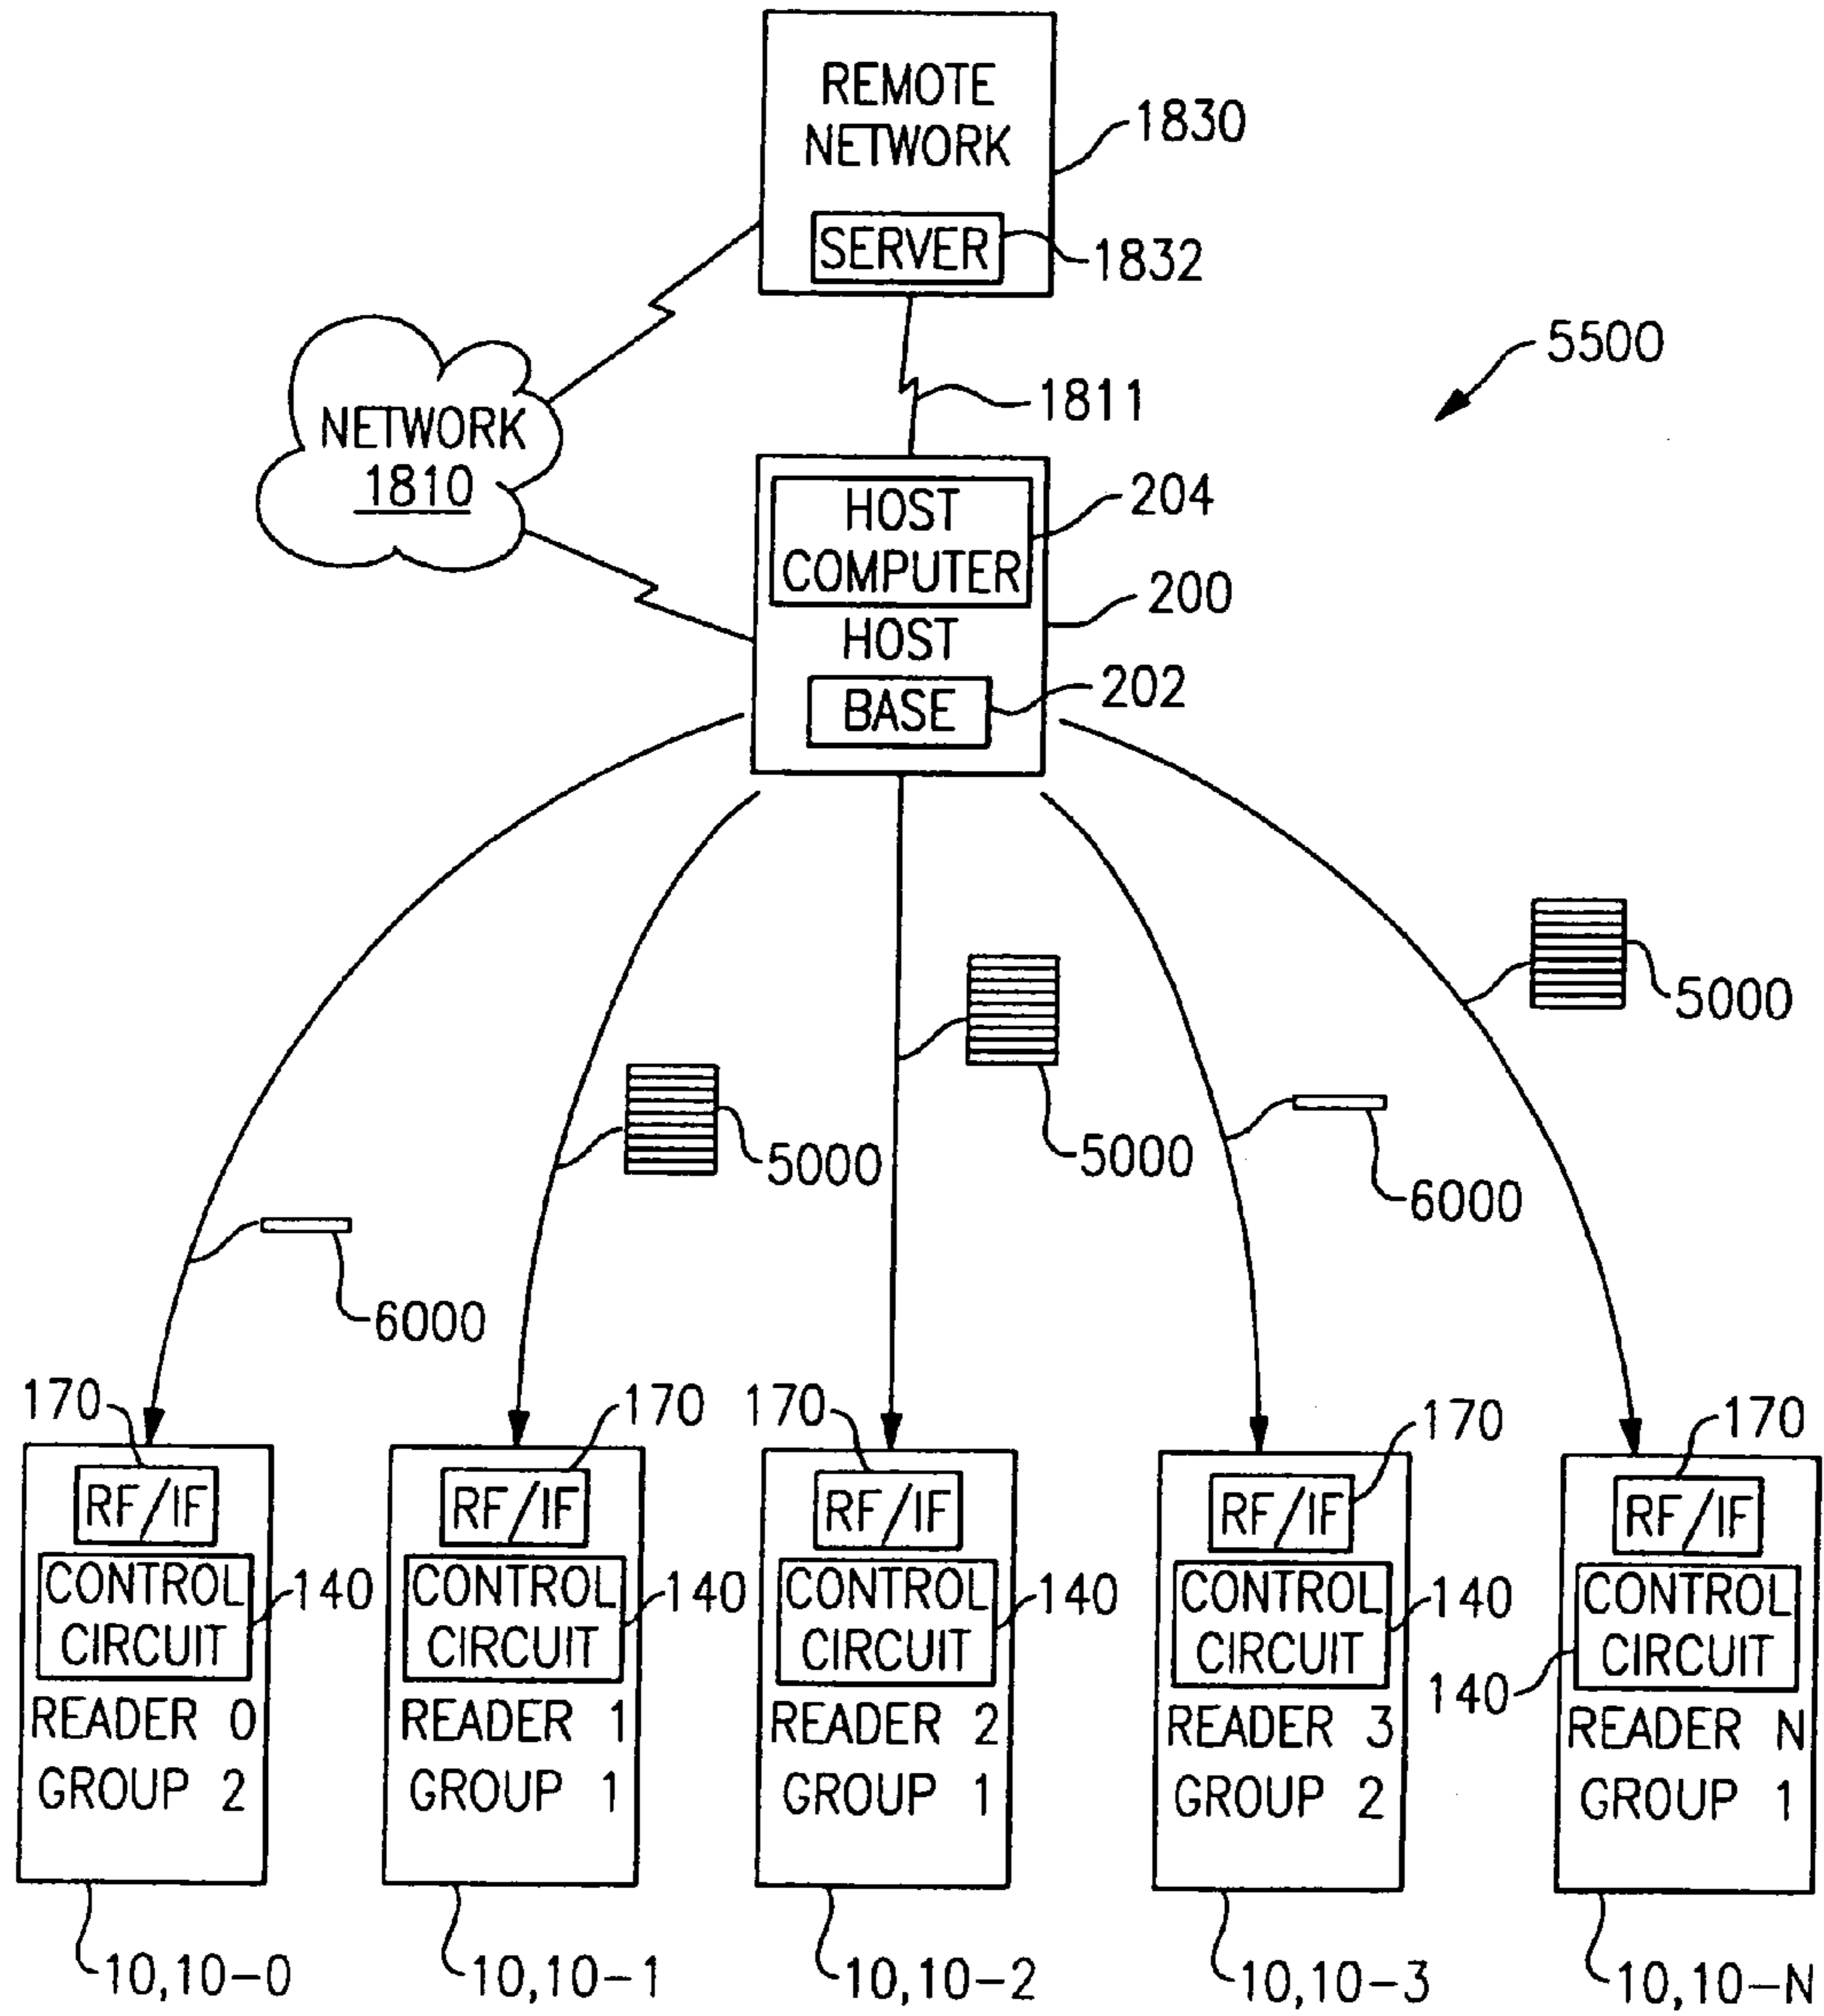 REMOTE
NETWORK
1830
SERVER
1832
5500
1811
NETWORK
1810
HOST
COMPUTER
204
200
HOST
BASE
202
5000
5000
5000
6000
6000
170
170
170
170
170
RF/IF
RF/IF
RF/IF
RF/IF
RF/IF
CONTROL
CIRCUIT
140
CONTROL
CIRCUIT
140
CONTROL
CIRCUIT
140
CONTROL
CIRCUIT
140
CONTROL
CIRCUIT
140
READER 0
GROUP 2
READER 1
GROUP 1
READER 2
GROUP 1
READER 3
GROUP 2
READER N
GROUP 1
10,10-0
10,10-1
10,10-2
10,10-3
10,10-N